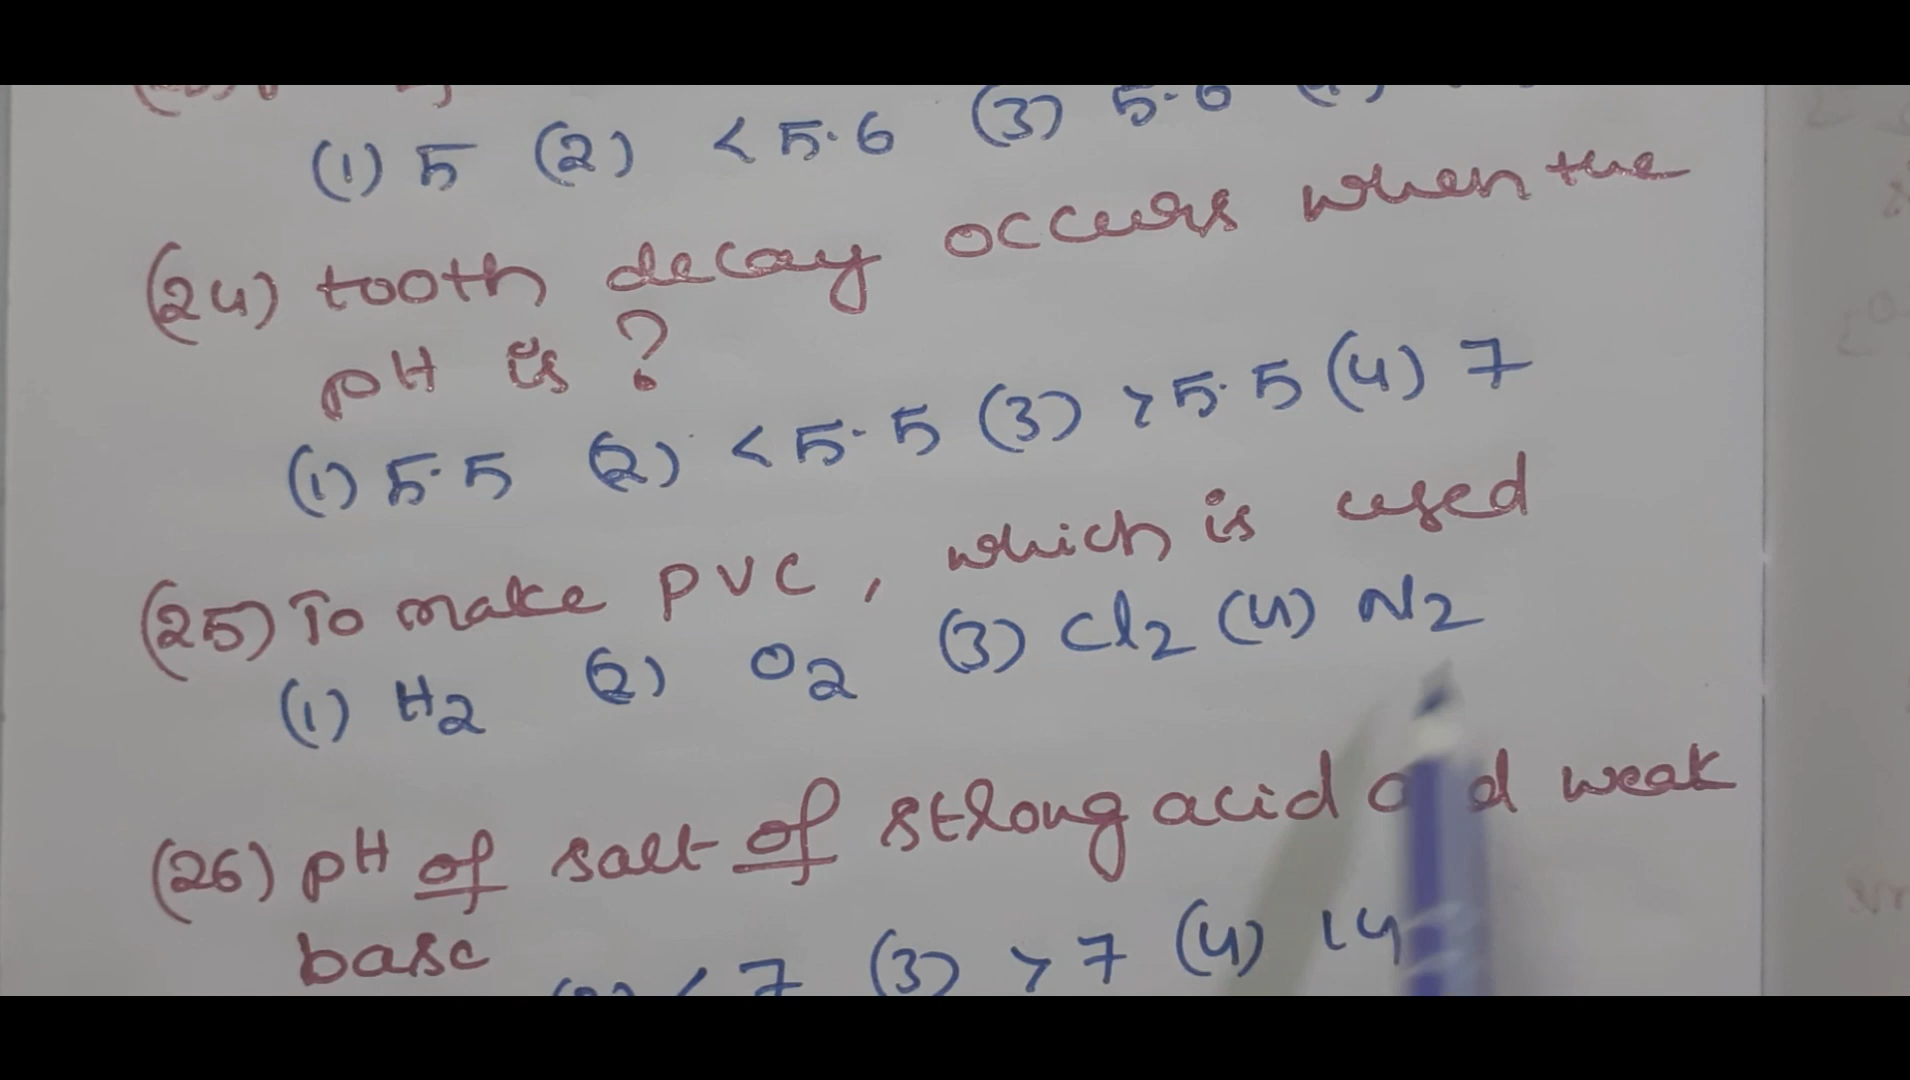 (1) 5 (2) < 5.6 (3) 5.6
(24) tooth decay occurs when the
pH is ?
(1) 5.5 (2) < 5.5 (3) > 5.5 (4) 7
(25) To make PVC, which is used
(1) H2 (2) O2 (3) Cl2 (4) N2
(26) pH of salt of strong acid and weak
base
(2) < 7 (3) > 7 (4) 14